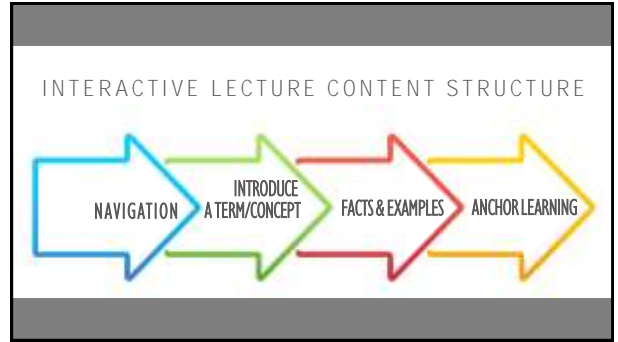 INTERACTIVE LECTURE CONTENT STRUCTURE
NAVIGATION
INTRODUCE
A TERM/CONCEPT
FACTS & EXAMPLES
ANCHOR LEARNING